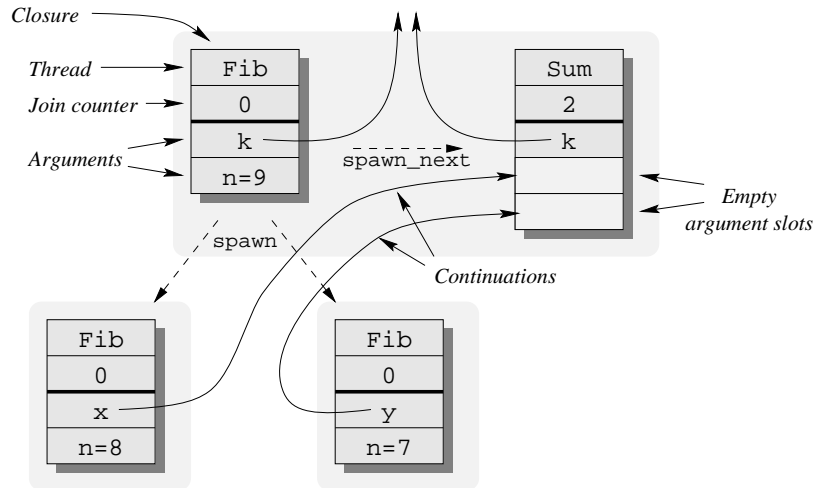 Closure
Thread
Join counter
Arguments
Fib
0
k
n=9
spawn_next
Sum
2
k
Empty
argument slots
spawn
Continuations
Fib
0
x
n=8
Fib
0
y
n=7